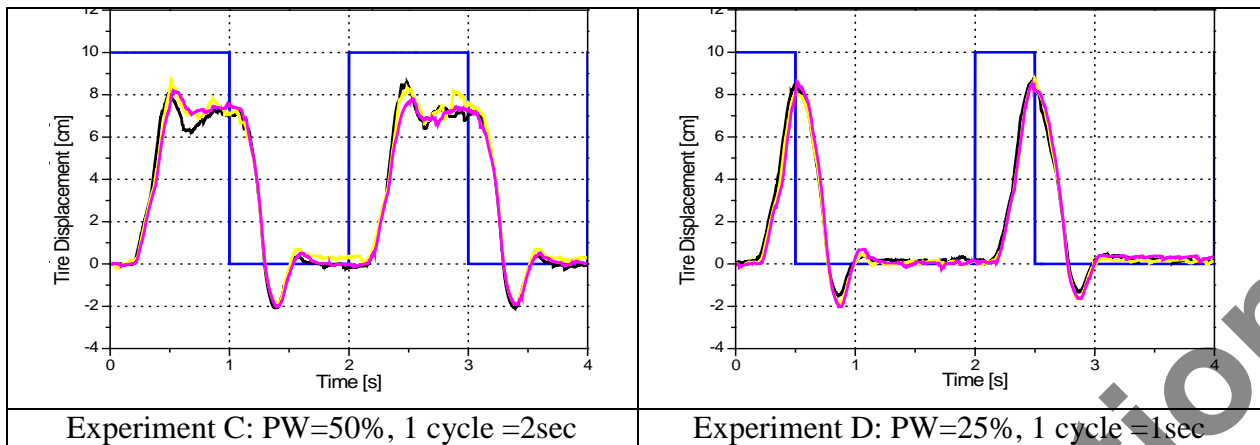 12
10
8
6
4
2
0
-2
-4
Tire Displacement [cm]
0 1 2 3 4
Time [s]
Experiment C: PW=50%, 1 cycle =2sec
12
10
8
6
4
2
0
-2
-4
Tire Displacement [cm]
0 1 2 3 4
Time [s]
Experiment D: PW=25%, 1 cycle =1sec